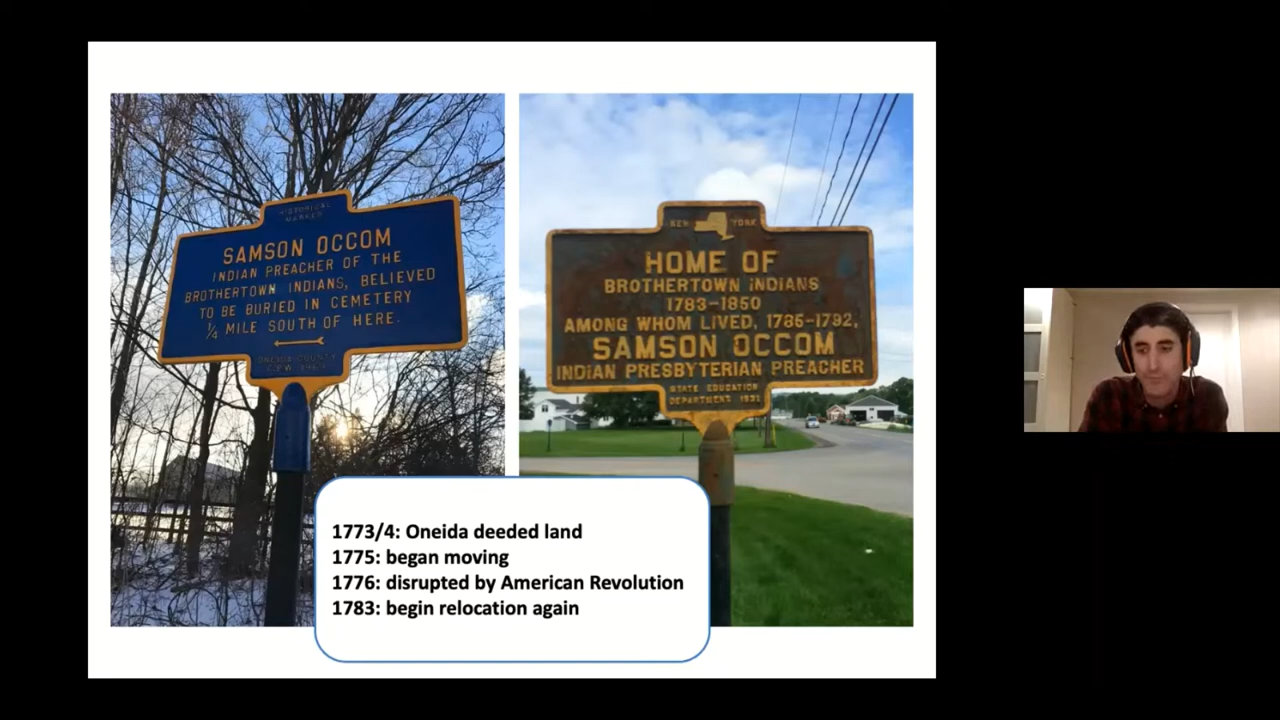 HISTORICAL
MARKER
SAMSON OCCOM
INDIAN PREACHER OF THE
BROTHERTOWN INDIANS, BELIEVED
TO BE BURIED IN CEMETERY
¼ MILE SOUTH OF HERE.
ONEIDA COUNTY
NEW YORK
HOME OF
BROTHERTOWN INDIANS
1783–1850
AMONG WHOM LIVED, 1785–1792,
SAMSON OCCOM
INDIAN PRESBYTERIAN PREACHER
STATE EDUCATION
DEPARTMENT 1931
1773/4: Oneida deeded land
1775: began moving
1776: disrupted by American Revolution
1783: begin relocation again